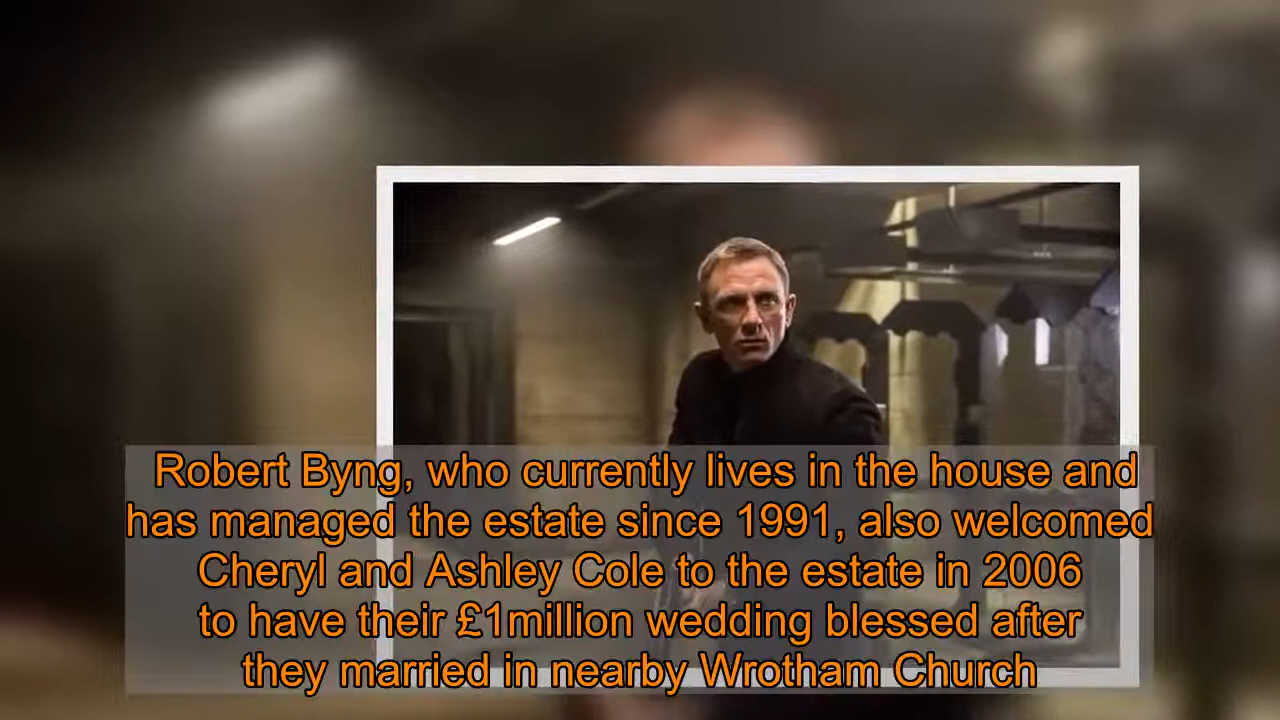 Robert Byng, who currently lives in the house and
has managed the estate since 1991, also welcomed
Cheryl and Ashley Cole to the estate in 2006
to have their £1million wedding blessed after
they married in nearby Wrotham Church